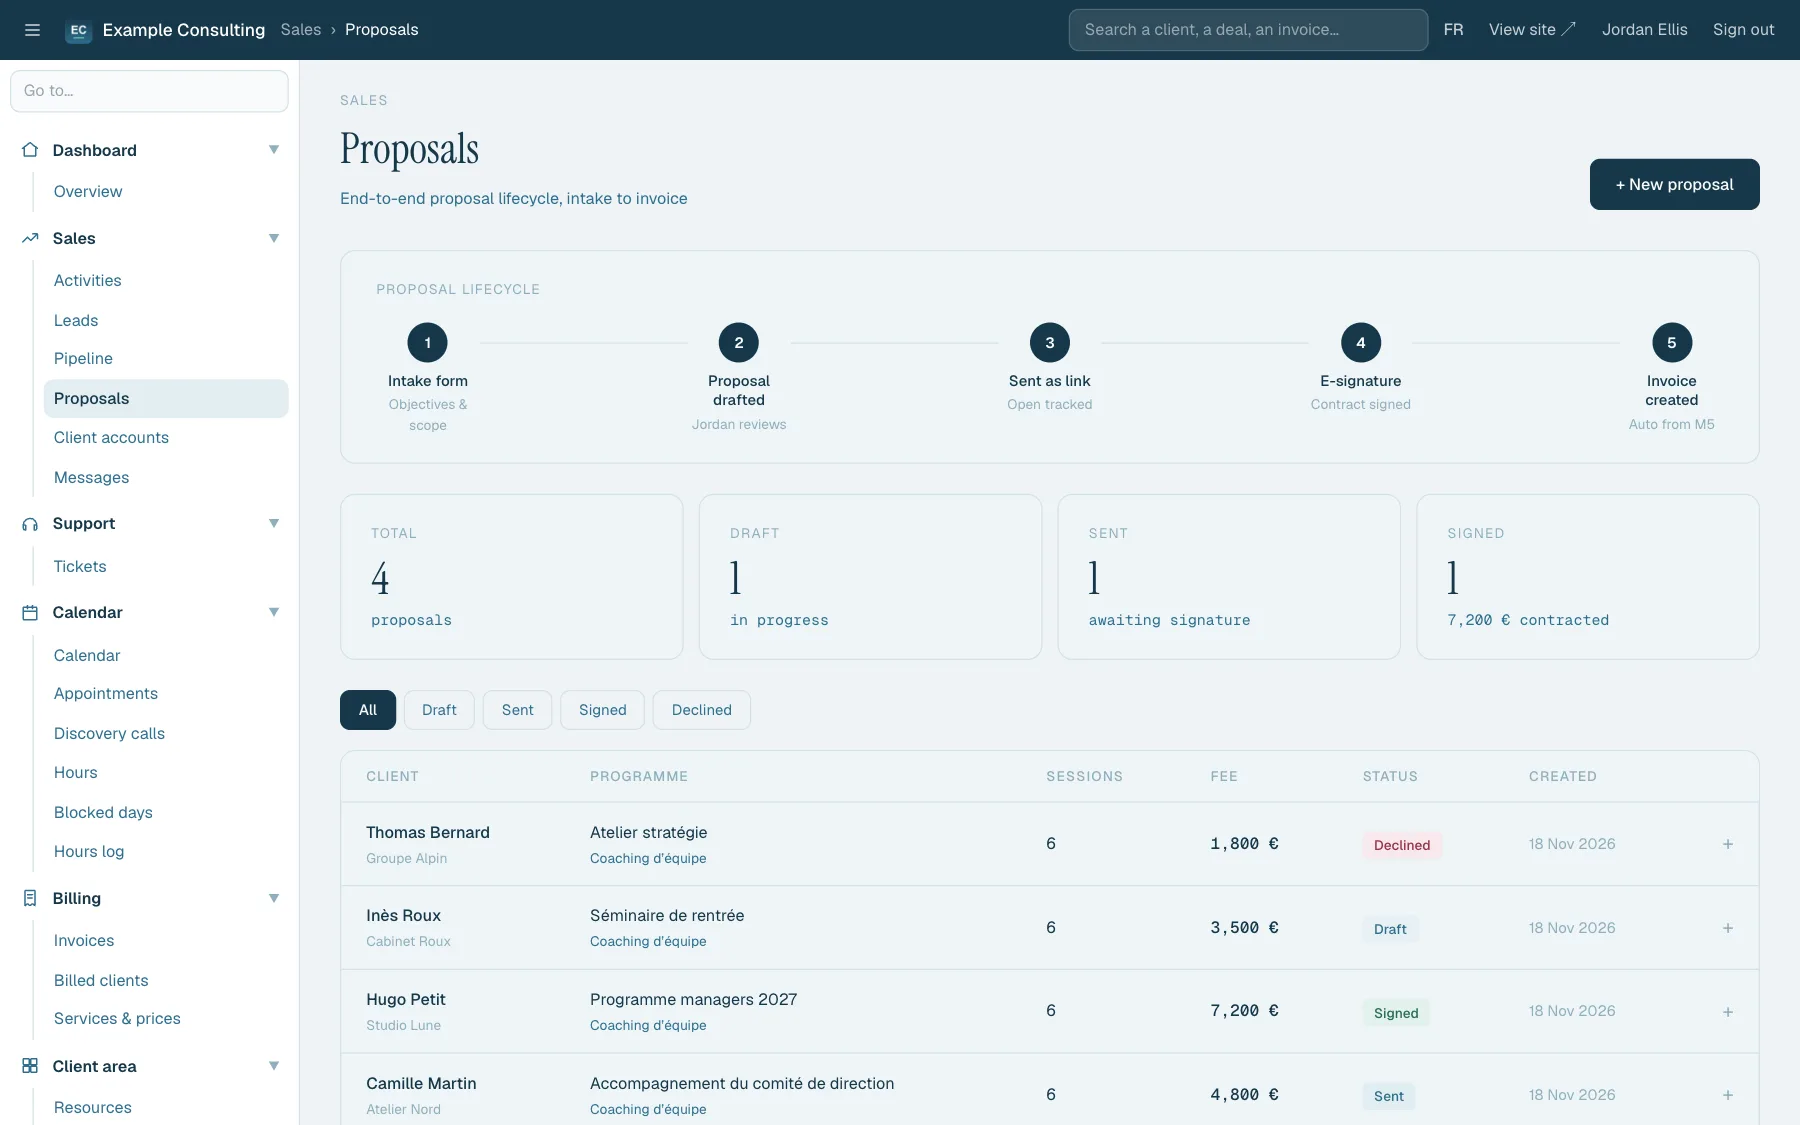 EC Example Consulting Sales › Proposals
Search a client, a deal, an invoice...
FR View site ↗ Jordan Ellis Sign out
Go to...
Dashboard ▼
Overview
Sales ▼
Activities
Leads
Pipeline
Proposals
Client accounts
Messages
Support ▼
Tickets
Calendar ▼
Calendar
Appointments
Discovery calls
Hours
Blocked days
Hours log
Billing ▼
Invoices
Billed clients
Services & prices
Client area ▼
Resources
SALES
Proposals
End-to-end proposal lifecycle, intake to invoice
+ New proposal
PROPOSAL LIFECYCLE
1
Intake form
Objectives &
scope
2
Proposal
drafted
Jordan reviews
3
Sent as link
Open tracked
4
E-signature
Contract signed
5
Invoice
created
Auto from M5
TOTAL
4
proposals
DRAFT
1
in progress
SENT
1
awaiting signature
SIGNED
1
7,200 € contracted
All Draft Sent Signed Declined
CLIENT PROGRAMME SESSIONS FEE STATUS CREATED
Thomas Bernard Atelier stratégie 6 1,800 € Declined 18 Nov 2026 +
Groupe Alpin Coaching d'équipe
Inès Roux Séminaire de rentrée 6 3,500 € Draft 18 Nov 2026 +
Cabinet Roux Coaching d'équipe
Hugo Petit Programme managers 2027 6 7,200 € Signed 18 Nov 2026 +
Studio Lune Coaching d'équipe
Camille Martin Accompagnement du comité de direction 6 4,800 € Sent 18 Nov 2026 +
Atelier Nord Coaching d'équipe